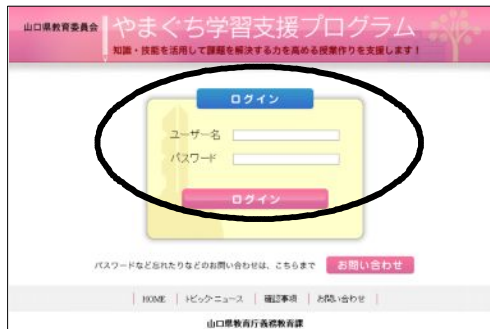 山口県教育委員会
やまぐち学習支援プログラム
知識・技能を活用して課題を解決する力を高める授業作りを支援します！
ログイン
ユーザー名
パスワード
ログイン
パスワードなど忘れたりなどのお問い合わせは、こちらまで お問い合わせ
HOME | トピック・ニュース | 確認事項 | お問い合わせ |
山口県教育庁義務教育課